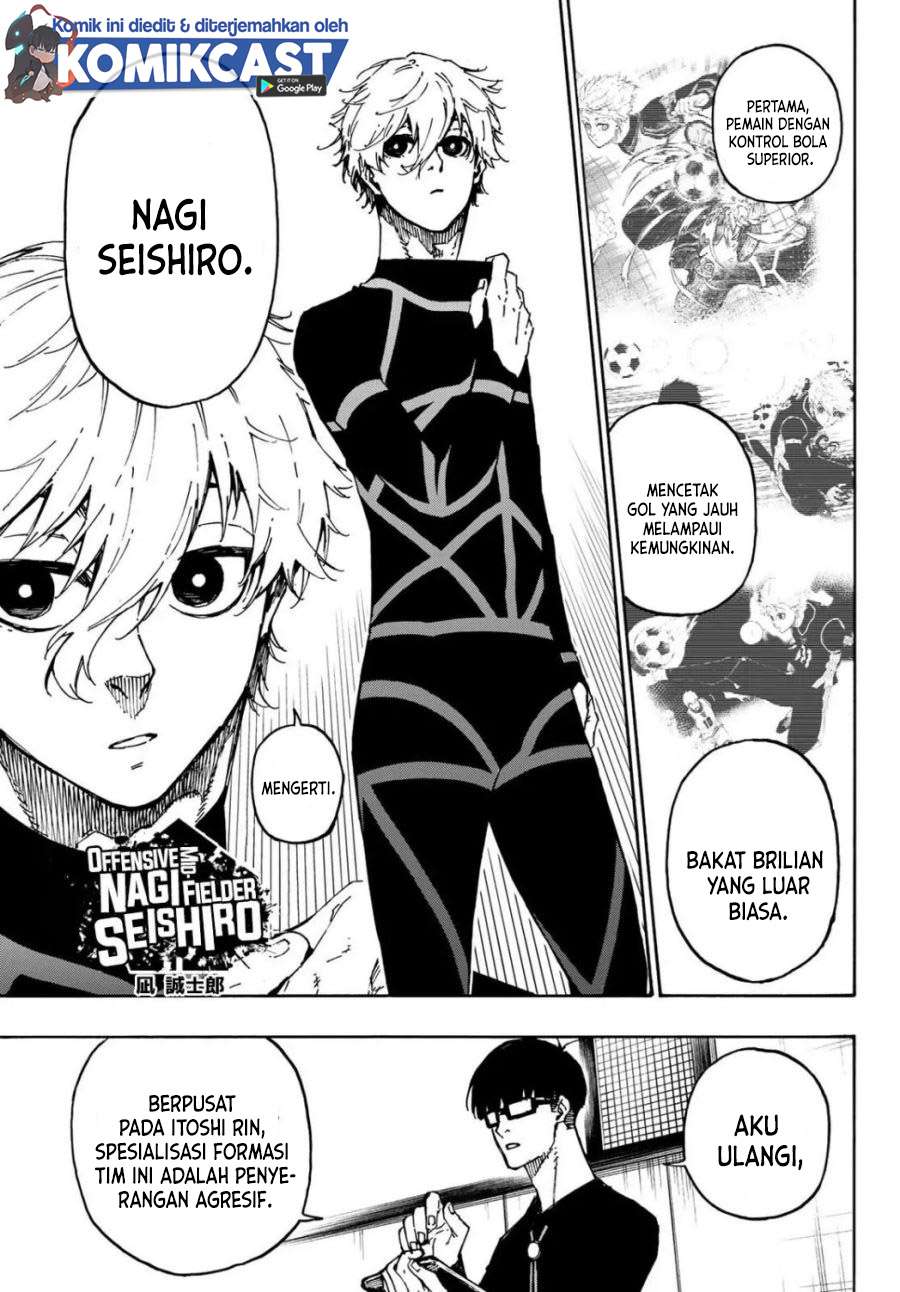 Komik ini diedit & diterjemahkan oleh
KOMIKCAST
GET IT ON
Google Play
PERTAMA,
PEMAIN DENGAN
KONTROL BOLA
SUPERIOR.
MENCETAK
GOL YANG JAUH
MELAMPAUI
KEMUNGKINAN.
BAKAT BRILIAN
YANG LUAR
BIASA.
NAGI
SEISHIRO.
MENGERTI.
OFFENSIVE MID-
FIELDER
NAGI
SEISHIRO
凪 誠士郎
AKU
ULANGI,
BERPUSAT
PADA ITOSHI RIN,
SPESIALISASI FORMASI
TIM INI ADALAH PENYE-
RANGAN AGRESIF.